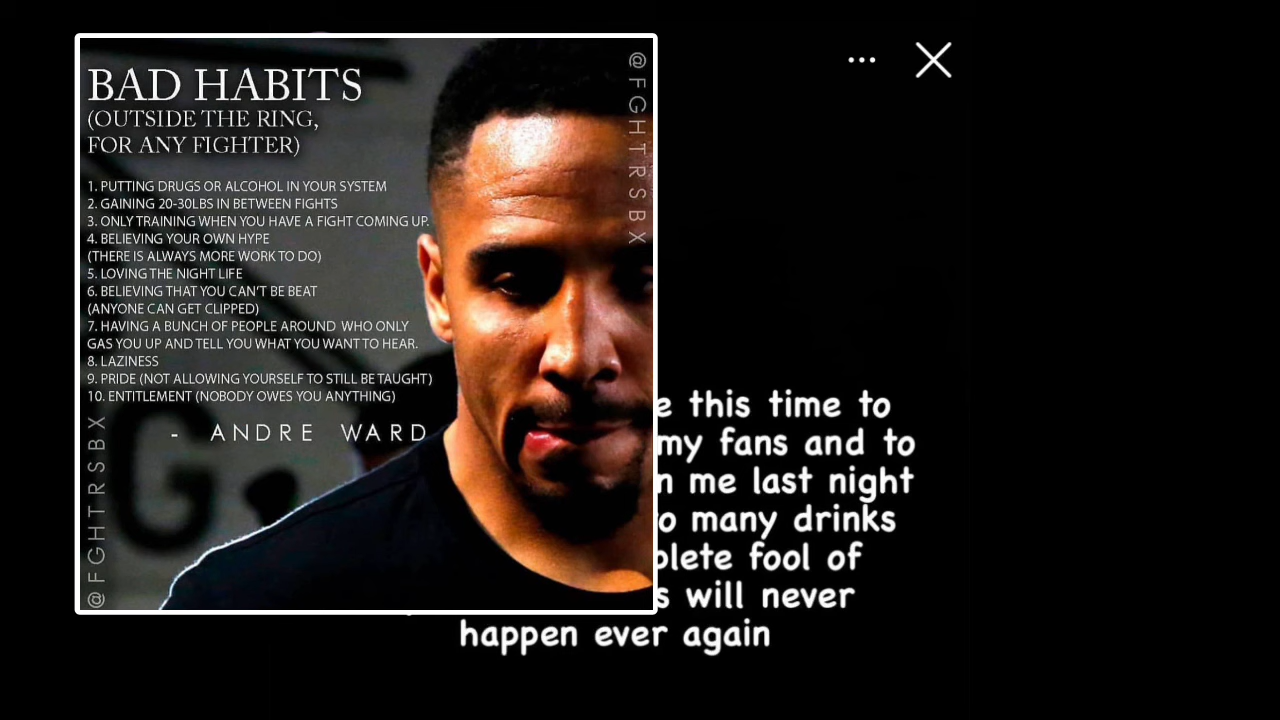 BAD HABITS
(OUTSIDE THE RING,
FOR ANY FIGHTER)
1. PUTTING DRUGS OR ALCOHOL IN YOUR SYSTEM
2. GAINING 20-30LBS IN BETWEEN FIGHTS
3. ONLY TRAINING WHEN YOU HAVE A FIGHT COMING UP.
4. BELIEVING YOUR OWN HYPE
(THERE IS ALWAYS MORE WORK TO DO)
5. LOVING THE NIGHT LIFE
6. BELIEVING THAT YOU CAN'T BE BEAT
(ANYONE CAN GET CLIPPED)
7. HAVING A BUNCH OF PEOPLE AROUND WHO ONLY
GAS YOU UP AND TELL YOU WHAT YOU WANT TO HEAR.
8. LAZINESS
9. PRIDE (NOT ALLOWING YOURSELF TO STILL BE TAUGHT)
10. ENTITLEMENT (NOBODY OWES YOU ANYTHING)
- ANDRE WARD
@FGHTRSBX
@FGHTRSBX
this time to
my fans and to
me last night
many drinks
fool of
will never
happen ever again